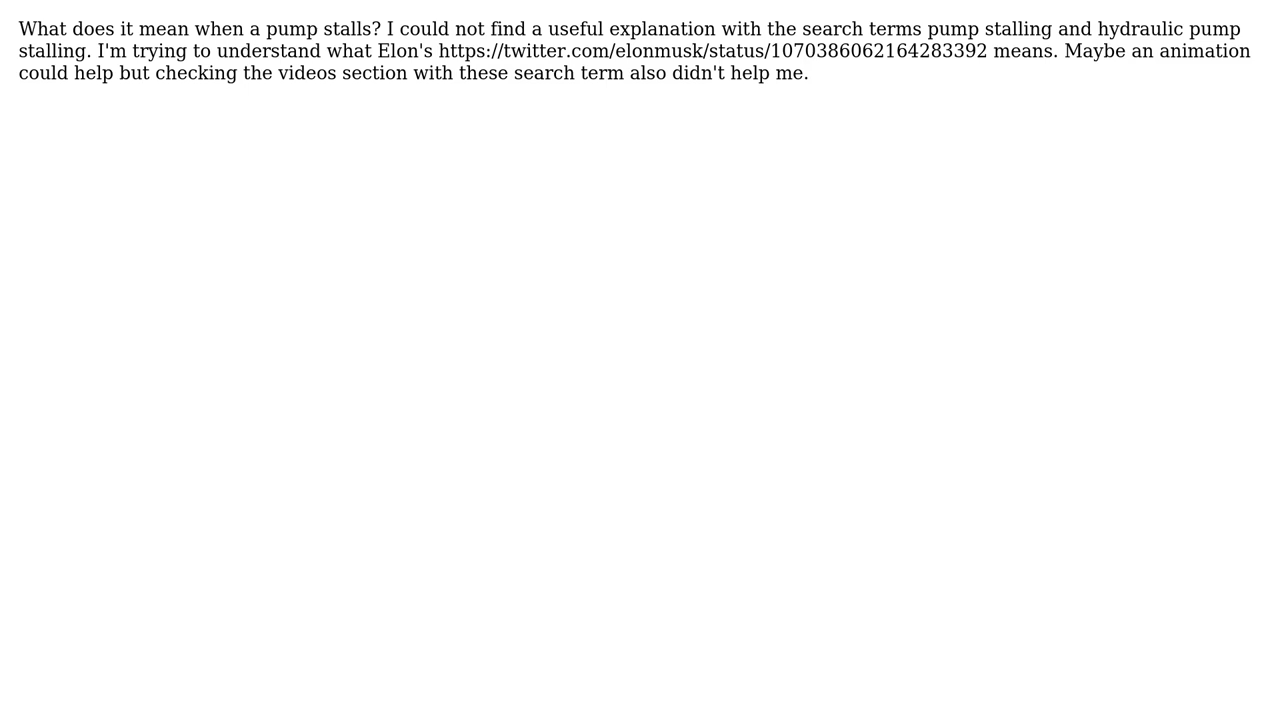 What does it mean when a pump stalls? I could not find a useful explanation with the search terms pump stalling and hydraulic pump
stalling. I'm trying to understand what Elon's https://twitter.com/elonmusk/status/1070386062164283392 means. Maybe an animation
could help but checking the videos section with these search term also didn't help me.